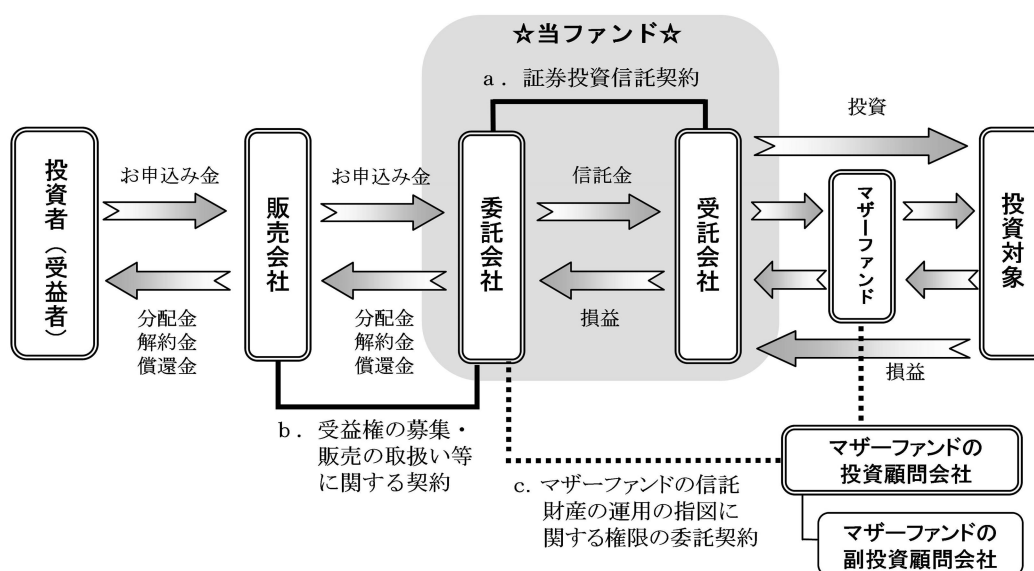 ☆当ファンド☆
a．証券投資信託契約
投資者（受益者）
お申込み金
分配金
解約金
償還金
販売会社
お申込み金
分配金
解約金
償還金
委託会社
信託金
損益
受託会社
投資
マザーファンド
損益
投資対象
b．受益権の募集・
販売の取扱い等
に関する契約
c. マザーファンドの信託
財産の運用の指図に
関する権限の委託契約
マザーファンドの
投資顧問会社
マザーファンドの
副投資顧問会社